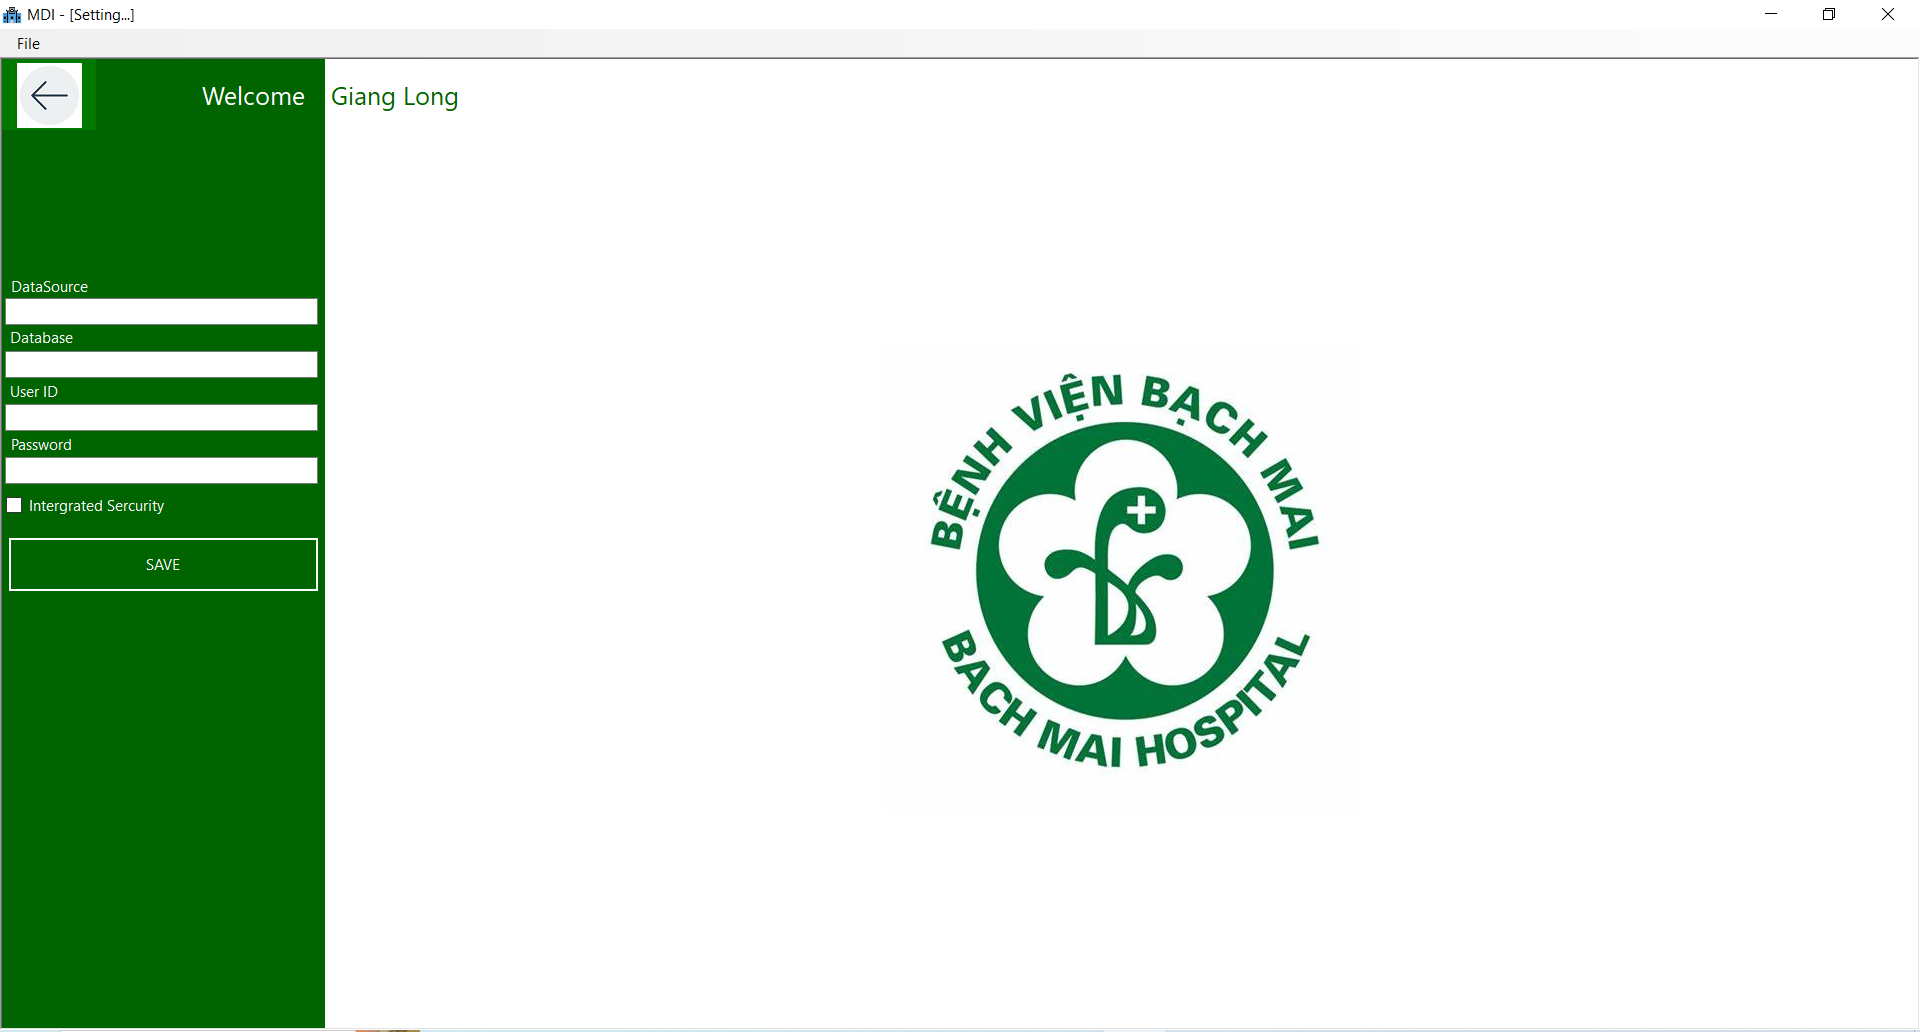 MDI - [Setting...]
File
Welcome Giang Long
DataSource
Database
User ID
Password
Intergrated Sercurity
SAVE
BỆNH VIỆN BẠCH MAI
BACH MAI HOSPITAL